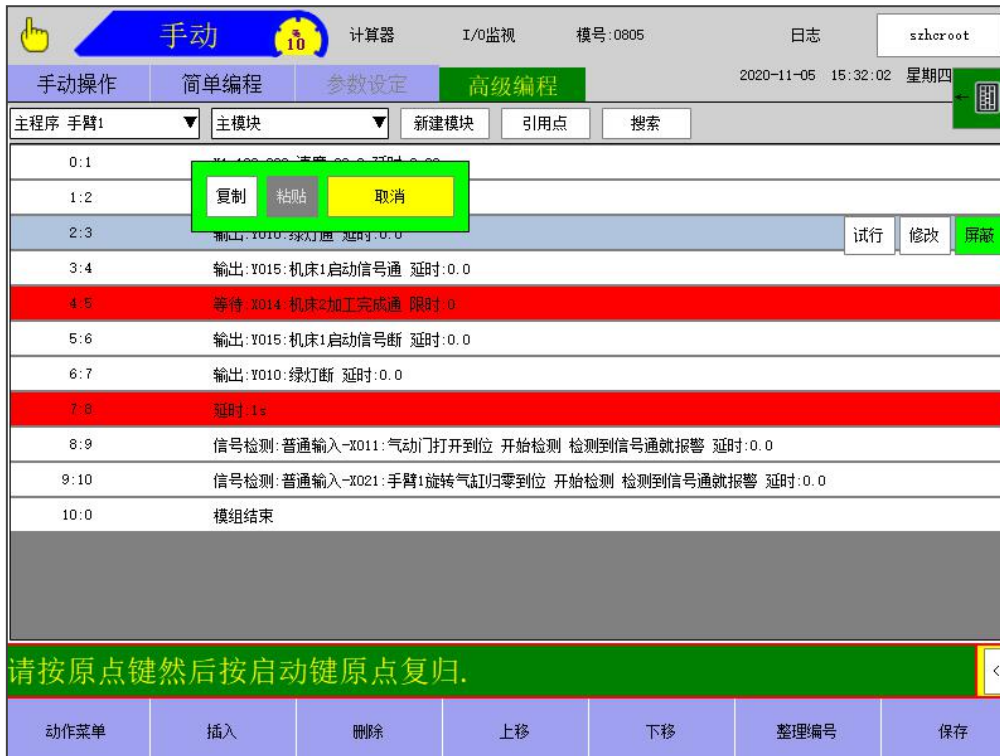 手动
%
10
计算器
I/0监视
模号:0805
日志
szhcroot
手动操作
简单编程
参数设定
高级编程
2020-11-05 15:32:02 星期四
主程序 手臂1
主模块
新建模块
引用点
搜索
0:1
复制
粘贴
取消
1:2
2:3 输出:Y010:绿灯通 延时:0.0
试行
修改
屏蔽
3:4 输出:Y015:机床1启动信号通 延时:0.0
4:5 等待:X014:机床2加工完成通 限时:0
5:6 输出:Y015:机床1启动信号断 延时:0.0
6:7 输出:Y010:绿灯断 延时:0.0
7:8 延时:1s
8:9 信号检测:普通输入-X011:气动门打开到位 开始检测 检测到信号通就报警 延时:0.0
9:10 信号检测:普通输入-X021:手臂1旋转气缸归零到位 开始检测 检测到信号通就报警 延时:0.0
10:0 模组结束
请按原点键然后按启动键原点复归.
<
动作菜单
插入
删除
上移
下移
整理编号
保存